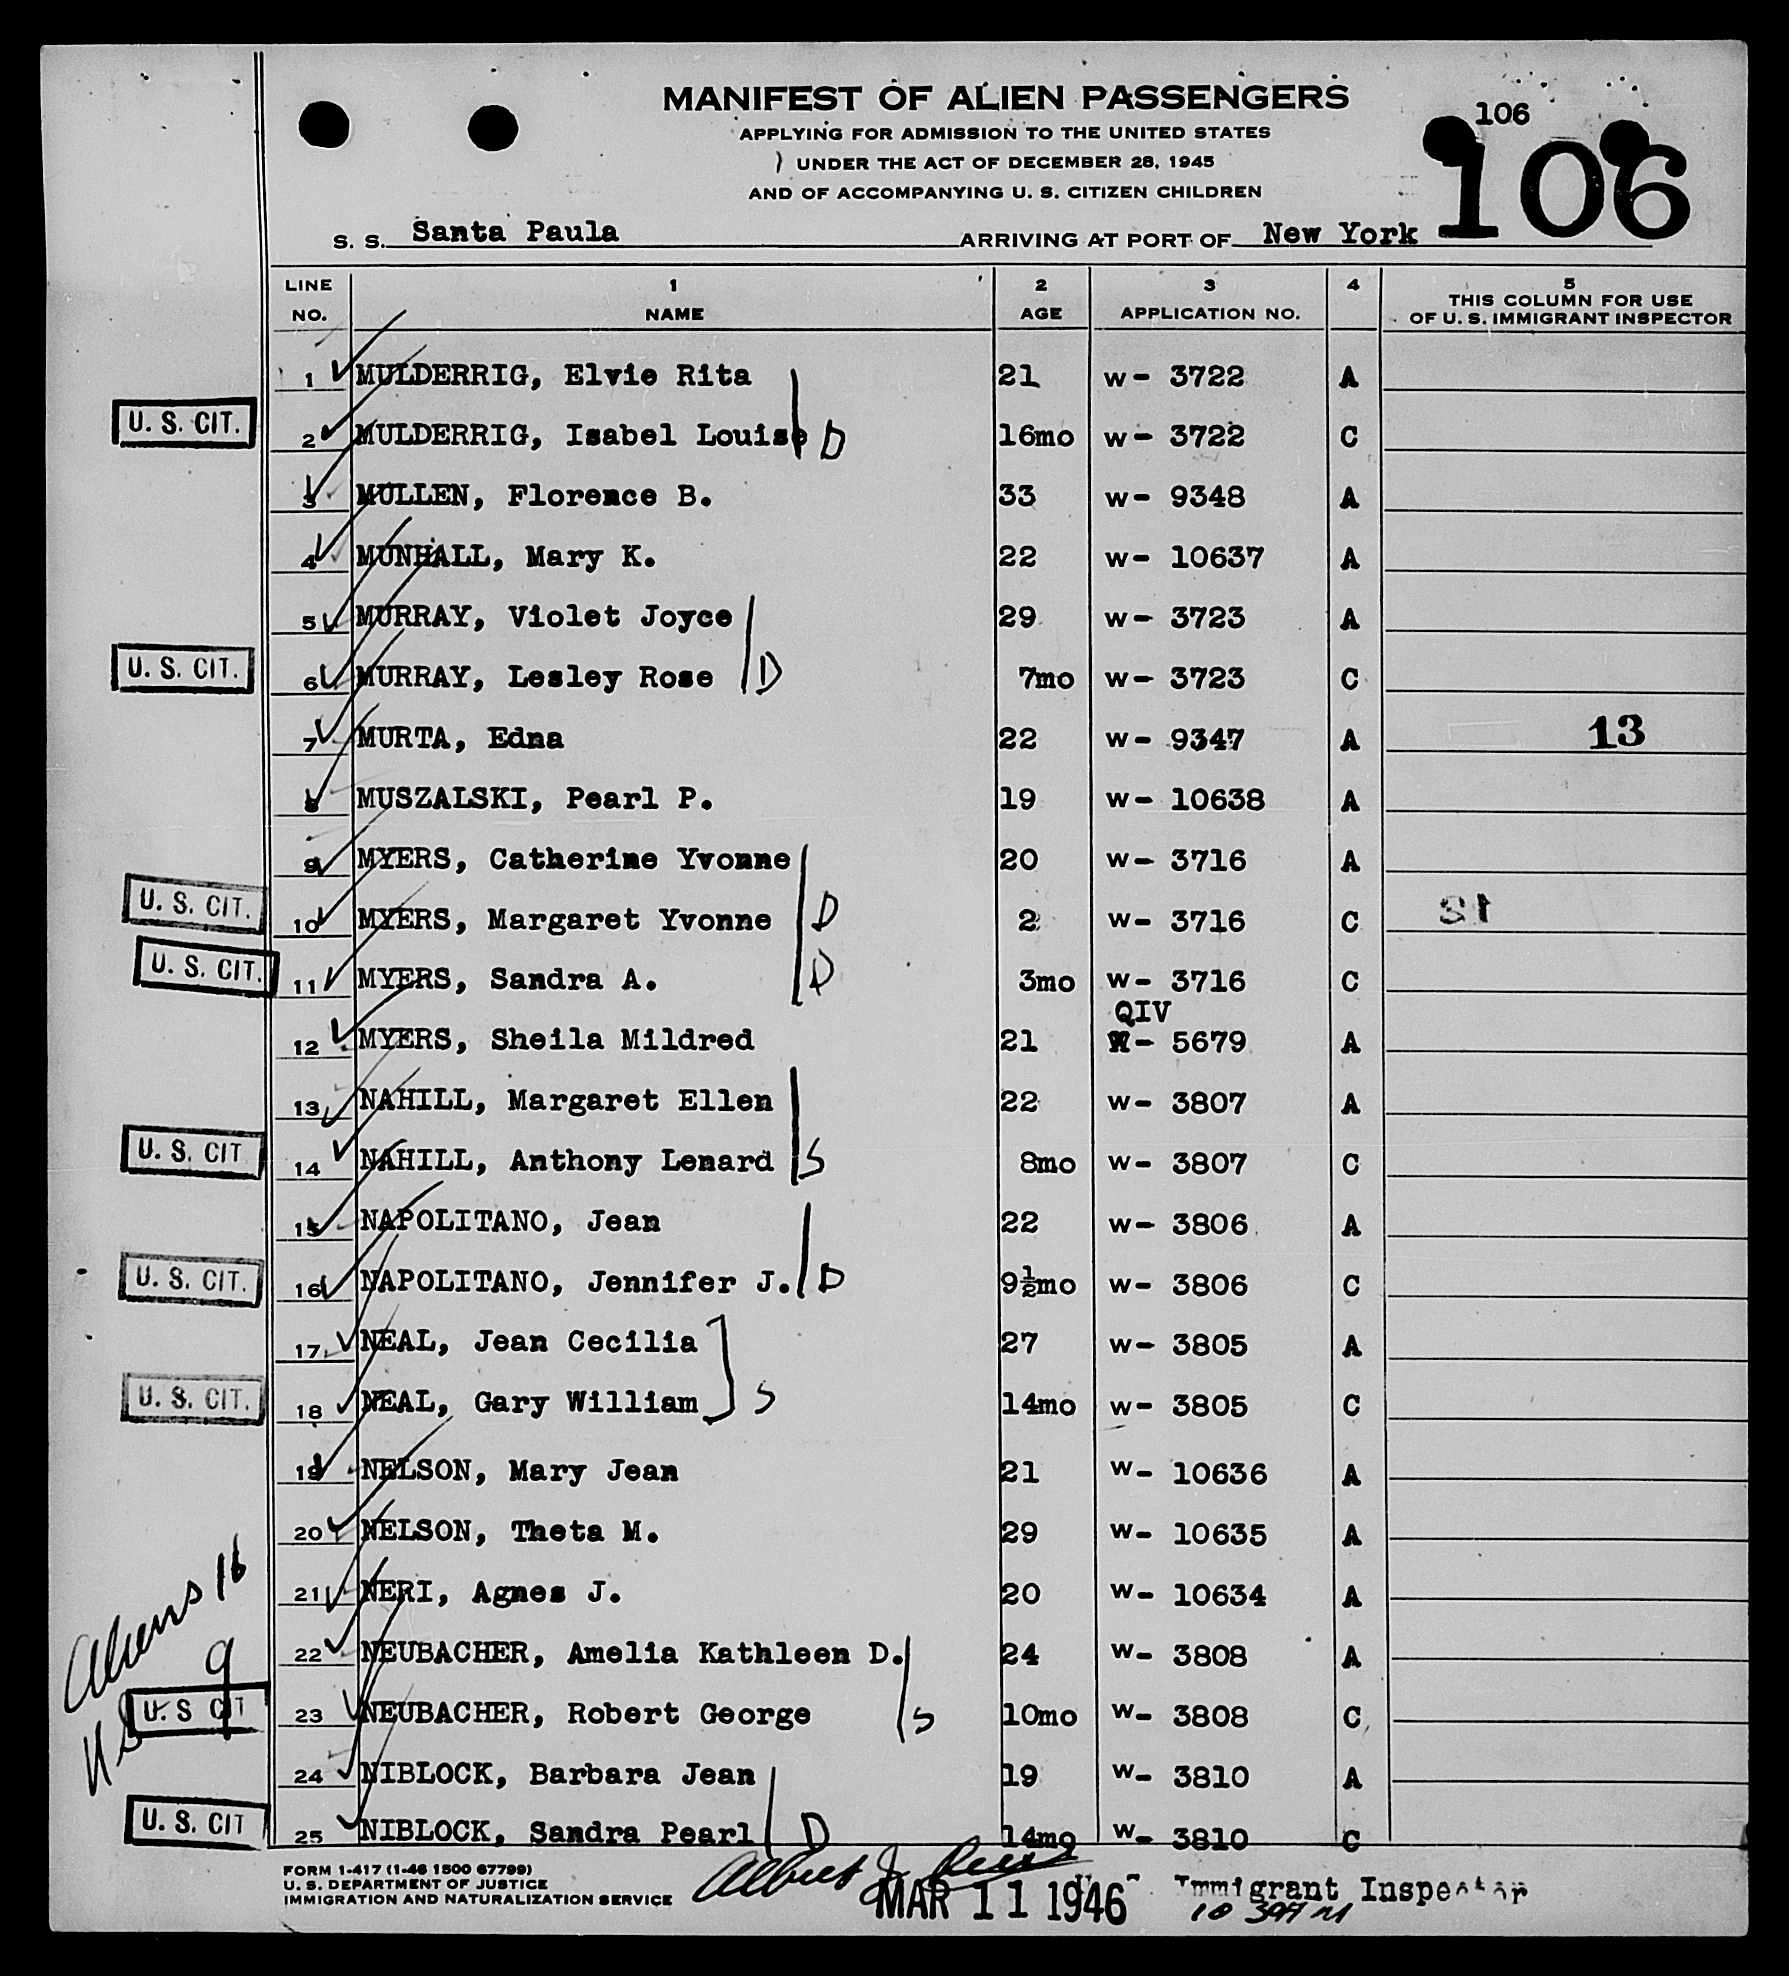 MANIFEST OF ALIEN PASSENGERS
106
APPLYING FOR ADMISSION TO THE UNITED STATES
UNDER THE ACT OF DECEMBER 28, 1945
AND OF ACCOMPANYING U. S. CITIZEN CHILDREN
106
S. S. Santa Paula ARRIVING AT PORT OF New York
LINE NO. 1 NAME 2 AGE 3 APPLICATION NO. 4 5 THIS COLUMN FOR USE OF U. S. IMMIGRANT INSPECTOR
1 MULDERRIG, Elvie Rita 21 W- 3722 A
U. S. CIT. 2 MULDERRIG, Isabel Louise D 16mo W- 3722 C
3 MULLEN, Florence B. 33 W- 9348 A
4 MUNHALL, Mary K. 22 W- 10637 A
5 MURRAY, Violet Joyce 29 W- 3723 A
U. S. CIT. 6 MURRAY, Lesley Rose D 7mo W- 3723 C
7 MURTA, Edna 22 W- 9347 A 13
8 MUSZALSKI, Pearl P. 19 W- 10638 A
9 MYERS, Catherine Yvonne 20 W- 3716 A
U. S. CIT. 10 MYERS, Margaret Yvonne D 2 W- 3716 C
U. S. CIT. 11 MYERS, Sandra A. D 3mo W- 3716 C
QIV
12 MYERS, Sheila Mildred 21 W- 5679 A
13 NAHILL, Margaret Ellen 22 W- 3807 A
U. S. CIT 14 NAHILL, Anthony Lenard S 8mo W- 3807 C
15 NAPOLITANO, Jean 22 W- 3806 A
U. S. CIT. 16 NAPOLITANO, Jennifer J. D 9½mo W- 3806 C
17 NEAL, Jean Cecilia 27 W- 3805 A
U. S. CIT. 18 NEAL, Gary William S 14mo W- 3805 C
19 NELSON, Mary Jean 21 W- 10636 A
20 NELSON, Theta M. 29 W- 10635 A
Aliens 16
21 NERI, Agnes J. 20 W- 10634 A
22 NEUBACHER, Amelia Kathleen D. 24 W- 3808 A
US 9
U. S CIT 23 NEUBACHER, Robert George S 10mo W- 3808 C
24 NIBLOCK, Barbara Jean 19 W- 3810 A
U. S. CIT 25 NIBLOCK, Sandra Pearl D 14mo W- 3810 C
FORM I-417 (1-46 1500 67799)
U. S. DEPARTMENT OF JUSTICE
IMMIGRATION AND NATURALIZATION SERVICE
Albert J.
MAR 11 1946
Immigrant Inspector